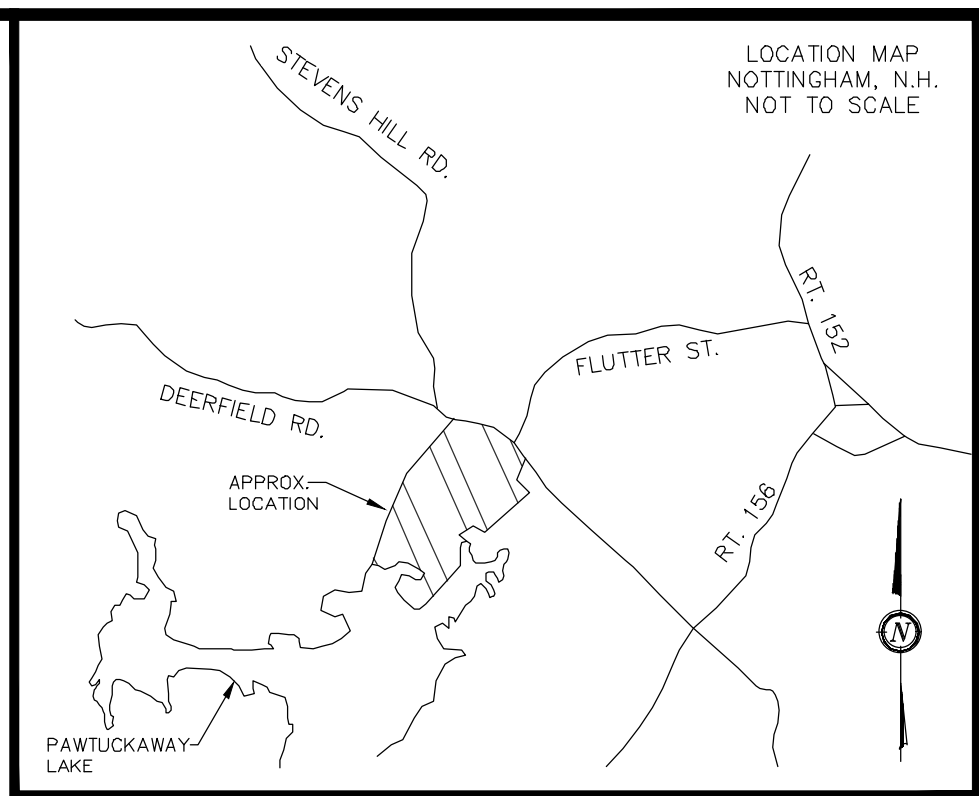 LOCATION MAP
NOTTINGHAM, N.H.
NOT TO SCALE
STEVENS HILL RD.
RT. 152
FLUTTER ST.
DEERFIELD RD.
APPROX.
LOCATION
RT. 156
N
PAWTUCKAWAY
LAKE